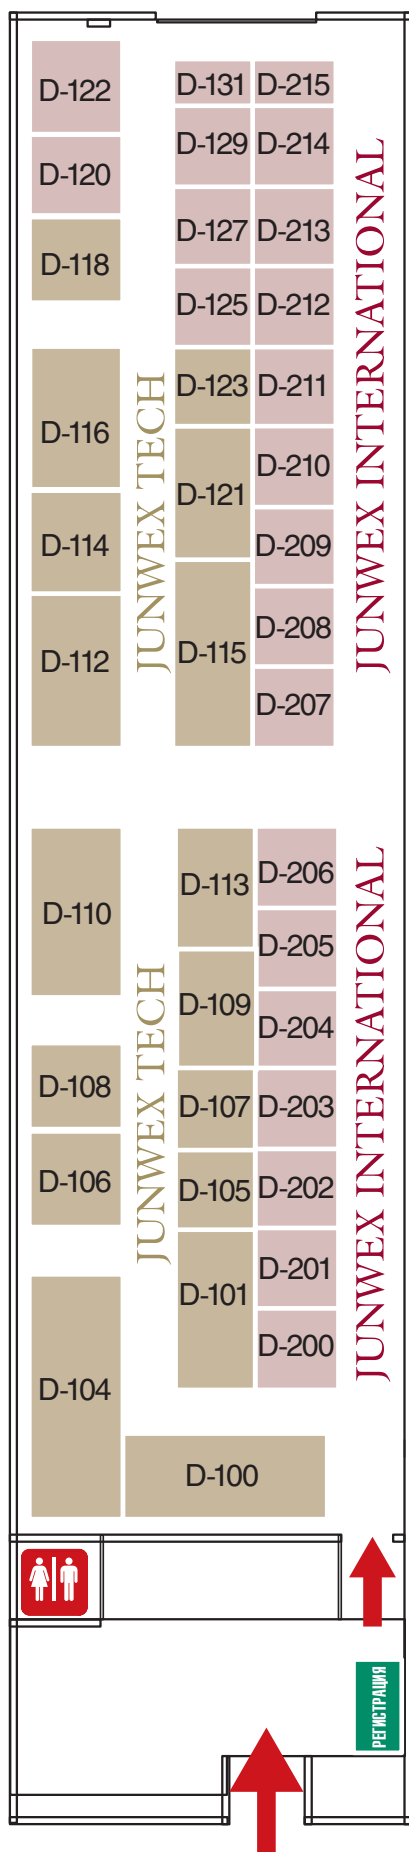 D-122
D-131
D-215
D-120
D-129
D-214
D-118
D-127
D-213
D-125
D-212
JUNWEX INTERNATIONAL
D-116
D-123
D-211
JUNWEX TECH
D-121
D-210
D-114
D-209
D-112
D-115
D-208
D-207
D-110
D-113
D-206
D-205
D-109
D-204
JUNWEX INTERNATIONAL
D-108
D-107
D-203
JUNWEX TECH
D-106
D-105
D-202
D-101
D-201
D-104
D-200
D-100
РЕГИСТРАЦИЯ